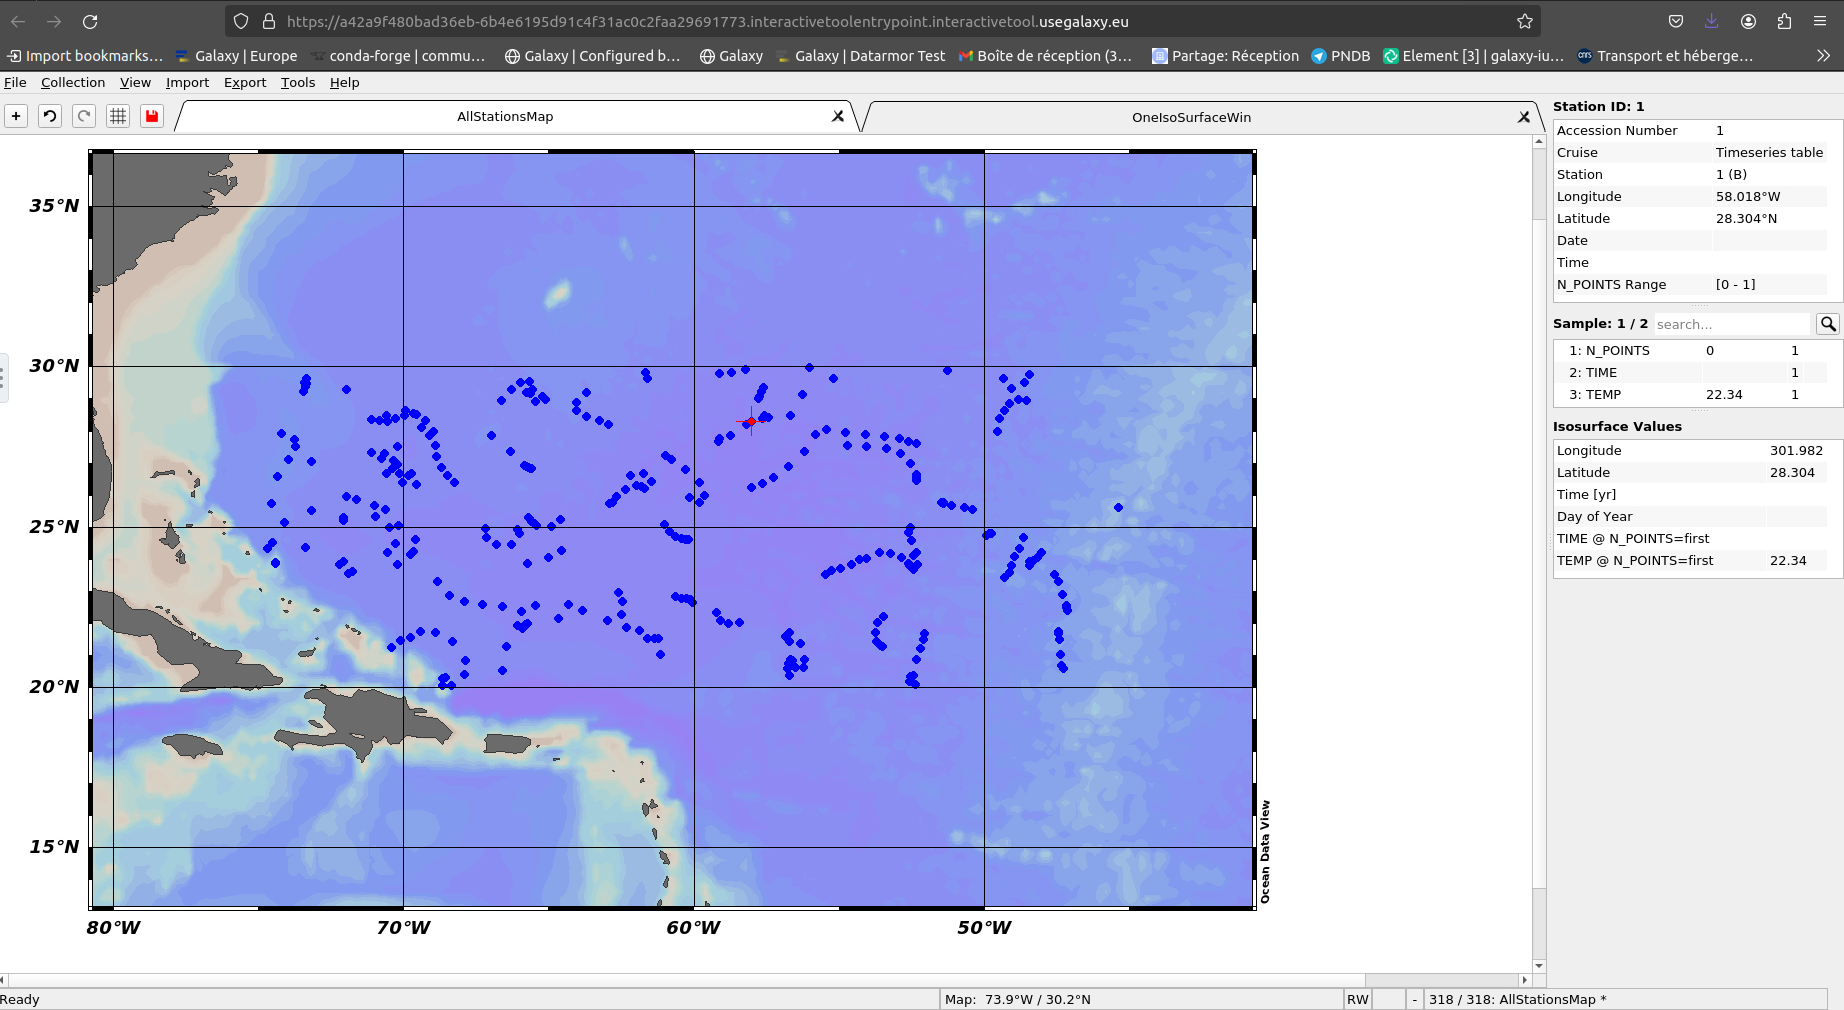 https://a42a9f480bad36eb-6b4e6195d91c4f31ac0c2faa29691773.interactivetoolentrypoint.interactivetool.usegalaxy.eu
Import bookmarks... Galaxy | Europe conda-forge | commu... Galaxy | Configured b... Galaxy Galaxy | Datarmor Test Boîte de réception (3... Partage: Réception PNDB Element [3] | galaxy-iu... Transport et héberge...
File Collection View Import Export Tools Help
AllStationsMap OneIsoSurfaceWin
Station ID: 1
Accession Number 1
Cruise Timeseries table
Station 1 (B)
Longitude 58.018°W
Latitude 28.304°N
Date
Time
N_POINTS Range [0 - 1]
Sample: 1 / 2 search...
1: N_POINTS 0 1
2: TIME 1
3: TEMP 22.34 1
Isosurface Values
Longitude 301.982
Latitude 28.304
Time [yr]
Day of Year
TIME @ N_POINTS=first
TEMP @ N_POINTS=first 22.34
35°N
30°N
25°N
20°N
15°N
80°W 70°W 60°W 50°W
Ocean Data View
Ready Map: 73.9°W / 30.2°N RW - 318 / 318: AllStationsMap *